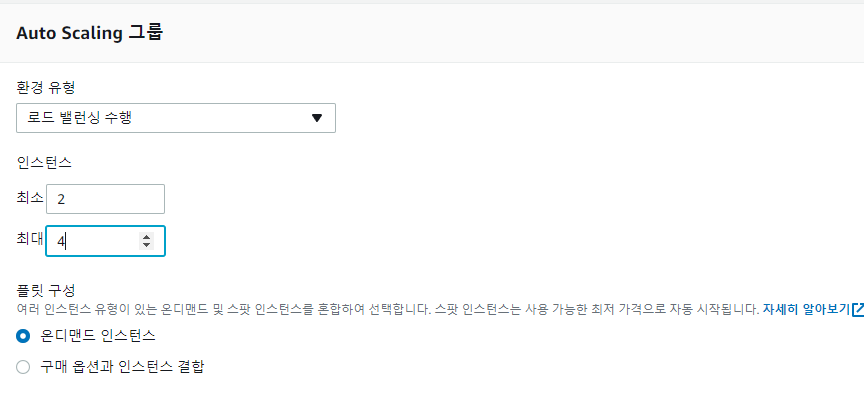 Auto Scaling 그룹
환경 유형
로드 밸런싱 수행
인스턴스
최소 2
최대 4
플릿 구성
여러 인스턴스 유형이 있는 온디맨드 및 스팟 인스턴스를 혼합하여 선택합니다. 스팟 인스턴스는 사용 가능한 최저 가격으로 자동 시작됩니다. 자세히 알아보기
온디맨드 인스턴스
구매 옵션과 인스턴스 결합